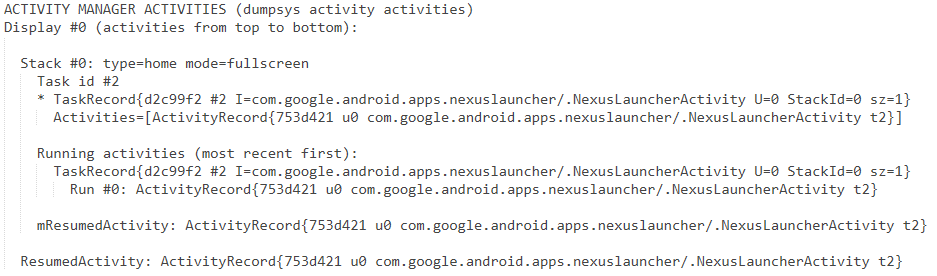 ACTIVITY MANAGER ACTIVITIES (dumpsys activity activities)
Display #0 (activities from top to bottom):
Stack #0: type=home mode=fullscreen
Task id #2
* TaskRecord{d2c99f2 #2 I=com.google.android.apps.nexuslauncher/.NexusLauncherActivity U=0 StackId=0 sz=1}
Activities=[ActivityRecord{753d421 u0 com.google.android.apps.nexuslauncher/.NexusLauncherActivity t2}]
Running activities (most recent first):
TaskRecord{d2c99f2 #2 I=com.google.android.apps.nexuslauncher/.NexusLauncherActivity U=0 StackId=0 sz=1}
Run #0: ActivityRecord{753d421 u0 com.google.android.apps.nexuslauncher/.NexusLauncherActivity t2}
mResumedActivity: ActivityRecord{753d421 u0 com.google.android.apps.nexuslauncher/.NexusLauncherActivity t2}
ResumedActivity: ActivityRecord{753d421 u0 com.google.android.apps.nexuslauncher/.NexusLauncherActivity t2}